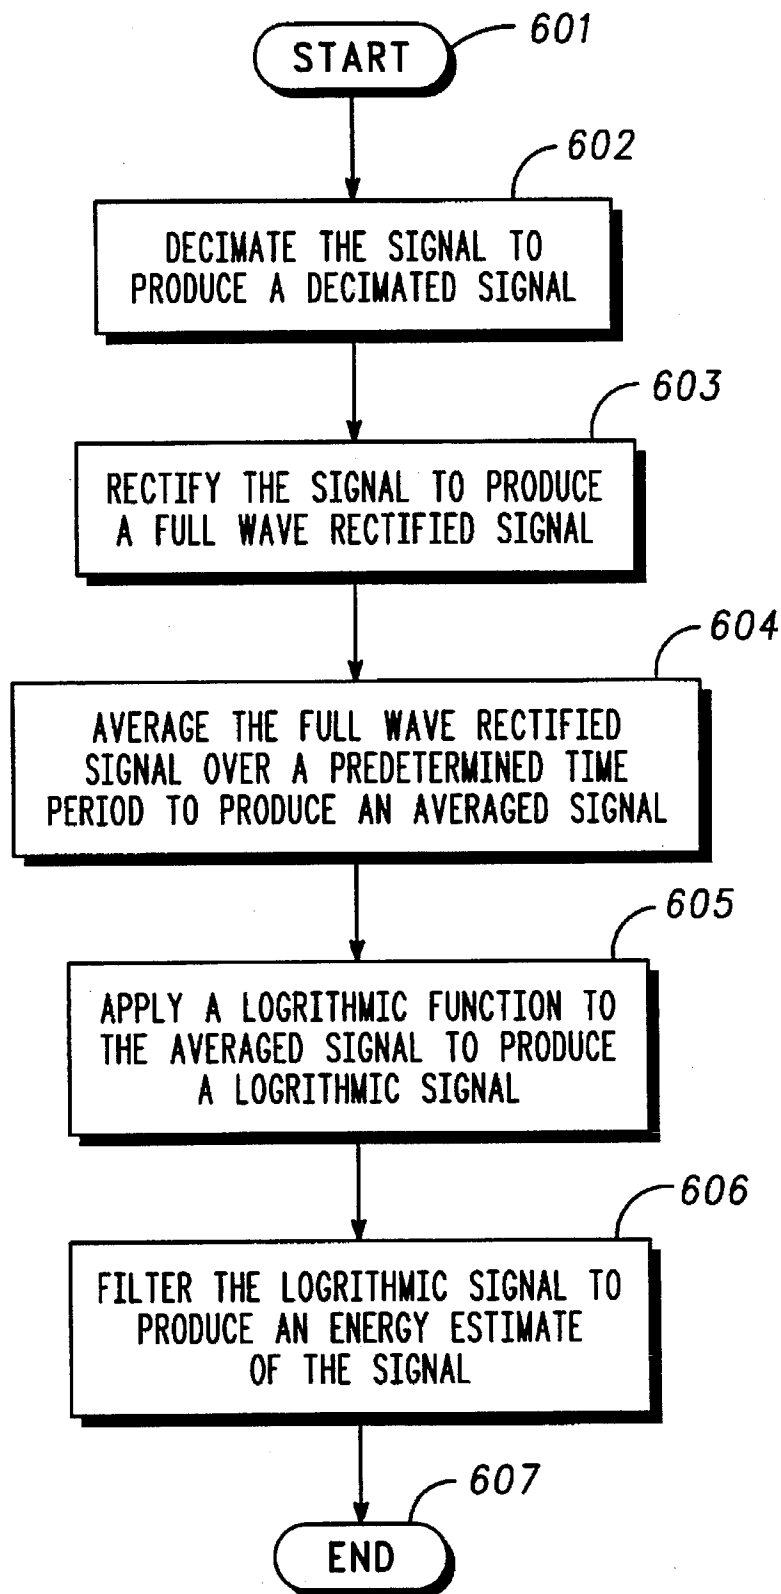 START
601
602
DECIMATE THE SIGNAL TO
PRODUCE A DECIMATED SIGNAL
603
RECTIFY THE SIGNAL TO PRODUCE
A FULL WAVE RECTIFIED SIGNAL
604
AVERAGE THE FULL WAVE RECTIFIED
SIGNAL OVER A PREDETERMINED TIME
PERIOD TO PRODUCE AN AVERAGED SIGNAL
605
APPLY A LOGRITHMIC FUNCTION TO
THE AVERAGED SIGNAL TO PRODUCE
A LOGRITHMIC SIGNAL
606
FILTER THE LOGRITHMIC SIGNAL TO
PRODUCE AN ENERGY ESTIMATE
OF THE SIGNAL
607
END